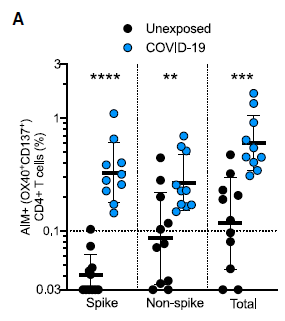 A
Unexposed
COVID-19
AIM+ (OX40+CD137+)
CD4+ T cells (%)
3
1
0.1
0.03
****
**
***
Spike
Non-spike
Total